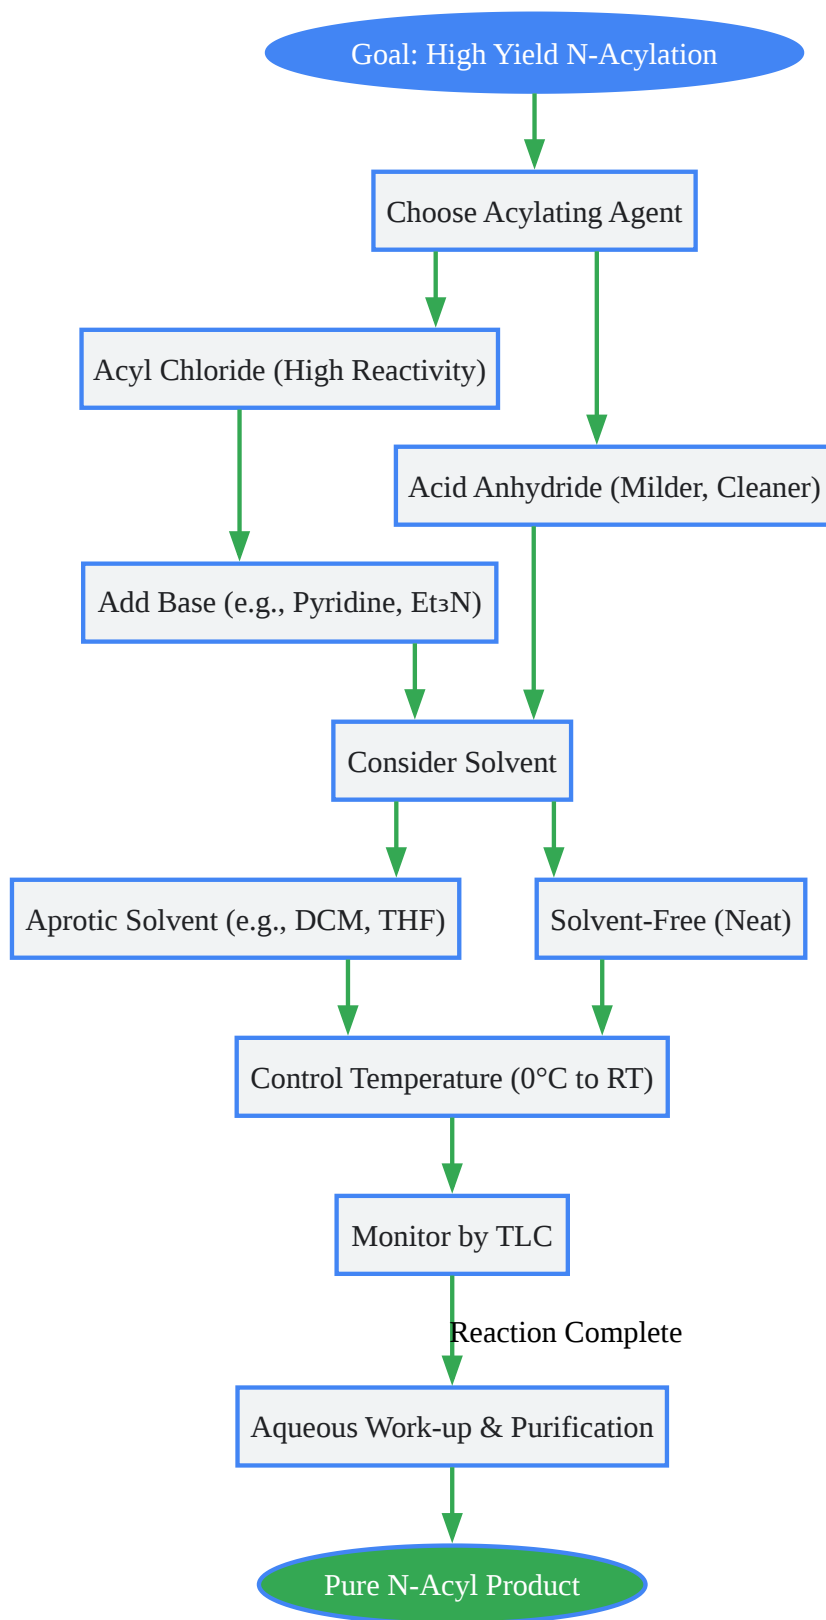 Goal: High Yield N-Acylation
Choose Acylating Agent
Acyl Chloride (High Reactivity)
Acid Anhydride (Milder, Cleaner)
Add Base (e.g., Pyridine, Et₃N)
Consider Solvent
Aprotic Solvent (e.g., DCM, THF)
Solvent-Free (Neat)
Control Temperature (0°C to RT)
Monitor by TLC
Reaction Complete
Aqueous Work-up & Purification
Pure N-Acyl Product